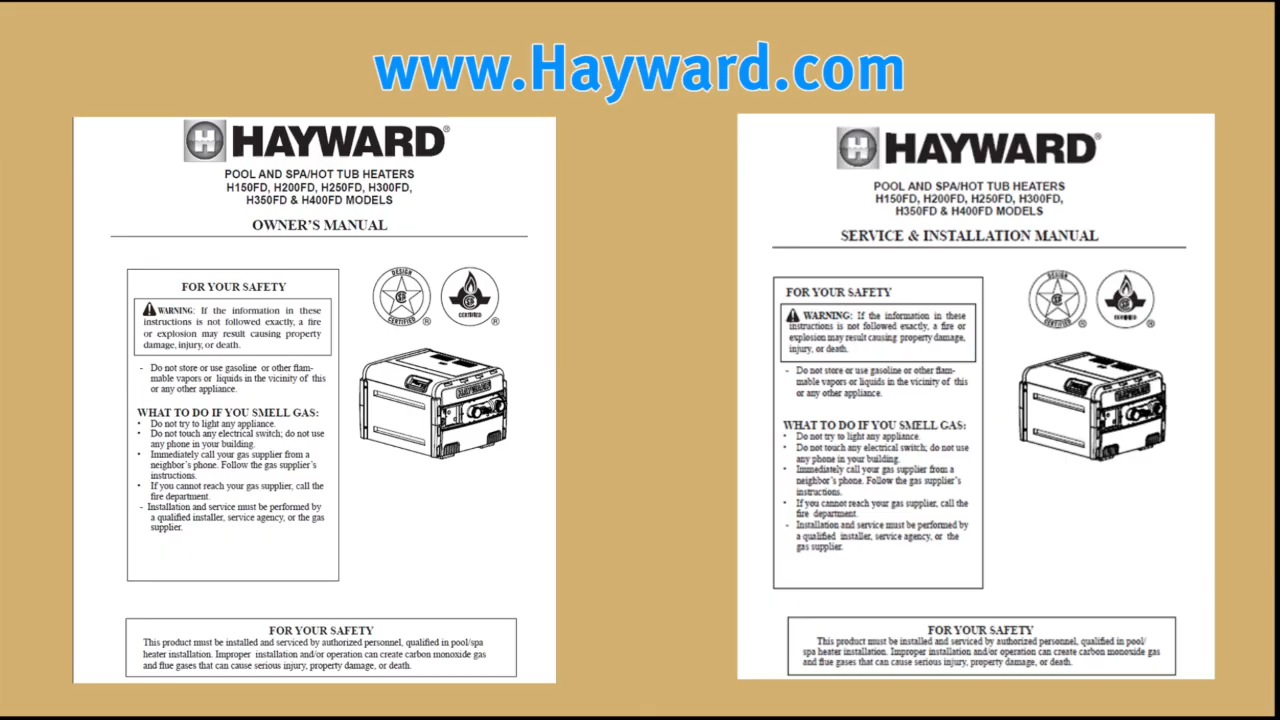 www.Hayward.com
HAYWARD®
POOL AND SPA/HOT TUB HEATERS
H150FD, H200FD, H250FD, H300FD,
H350FD & H400FD MODELS
OWNER'S MANUAL
FOR YOUR SAFETY
WARNING: If the information in these
instructions is not followed exactly, a fire
or explosion may result causing property
damage, injury, or death.
- Do not store or use gasoline or other flam-
mable vapors or liquids in the vicinity of this
or any other appliance.
WHAT TO DO IF YOU SMELL GAS:
• Do not try to light any appliance.
• Do not touch any electrical switch; do not use
any phone in your building.
• Immediately call your gas supplier from a
neighbor's phone. Follow the gas supplier's
instructions.
• If you cannot reach your gas supplier, call the
fire department.
- Installation and service must be performed by
a qualified installer, service agency, or the gas
supplier.
DESIGN
CERTIFIED
®
CERTIFIED
®
HAYWARD
FOR YOUR SAFETY
This product must be installed and serviced by authorized personnel, qualified in pool/spa
heater installation. Improper installation and/or operation can create carbon monoxide gas
and flue gases that can cause serious injury, property damage, or death.
HAYWARD®
POOL AND SPA/HOT TUB HEATERS
H150FD, H200FD, H250FD, H300FD,
H350FD & H400FD MODELS
SERVICE & INSTALLATION MANUAL
FOR YOUR SAFETY
WARNING: If the information in these
instructions is not followed exactly, a fire or
explosion may result causing property damage,
injury, or death.
- Do not store or use gasoline or other flam-
mable vapors or liquids in the vicinity of this
or any other appliance.
WHAT TO DO IF YOU SMELL GAS:
• Do not try to light any appliance.
• Do not touch any electrical switch; do not use
any phone in your building.
• Immediately call your gas supplier from a
neighbor's phone. Follow the gas supplier's
instructions.
• If you cannot reach your gas supplier, call the
fire department.
- Installation and service must be performed by
a qualified installer, service agency, or the
gas supplier.
DESIGN
CERTIFIED
®
CERTIFIED
®
HAYWARD
FOR YOUR SAFETY
This product must be installed and serviced by authorized personnel, qualified in pool/
spa heater installation. Improper installation and/or operation can create carbon monoxide gas
and flue gases that can cause serious injury, property damage, or death.